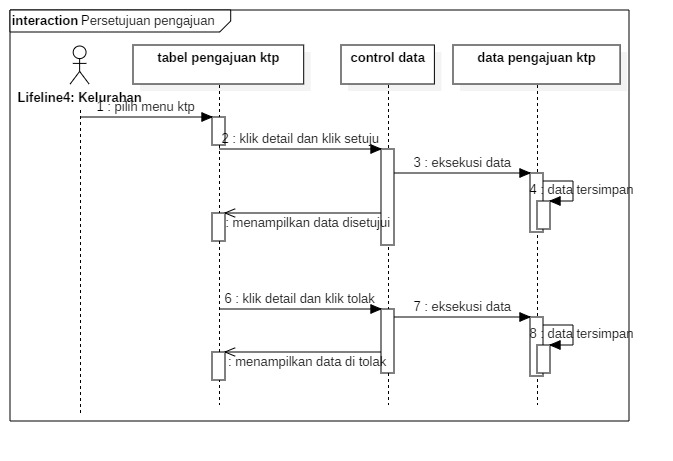 interaction Persetujuan pengajuan
tabel pengajuan ktp
control data
data pengajuan ktp
Lifeline4: Kelurahan
1 : pilih menu ktp
2 : klik detail dan klik setuju
3 : eksekusi data
4 : data tersimpan
: menampilkan data disetujui
6 : klik detail dan klik tolak
7 : eksekusi data
8 : data tersimpan
: menampilkan data di tolak